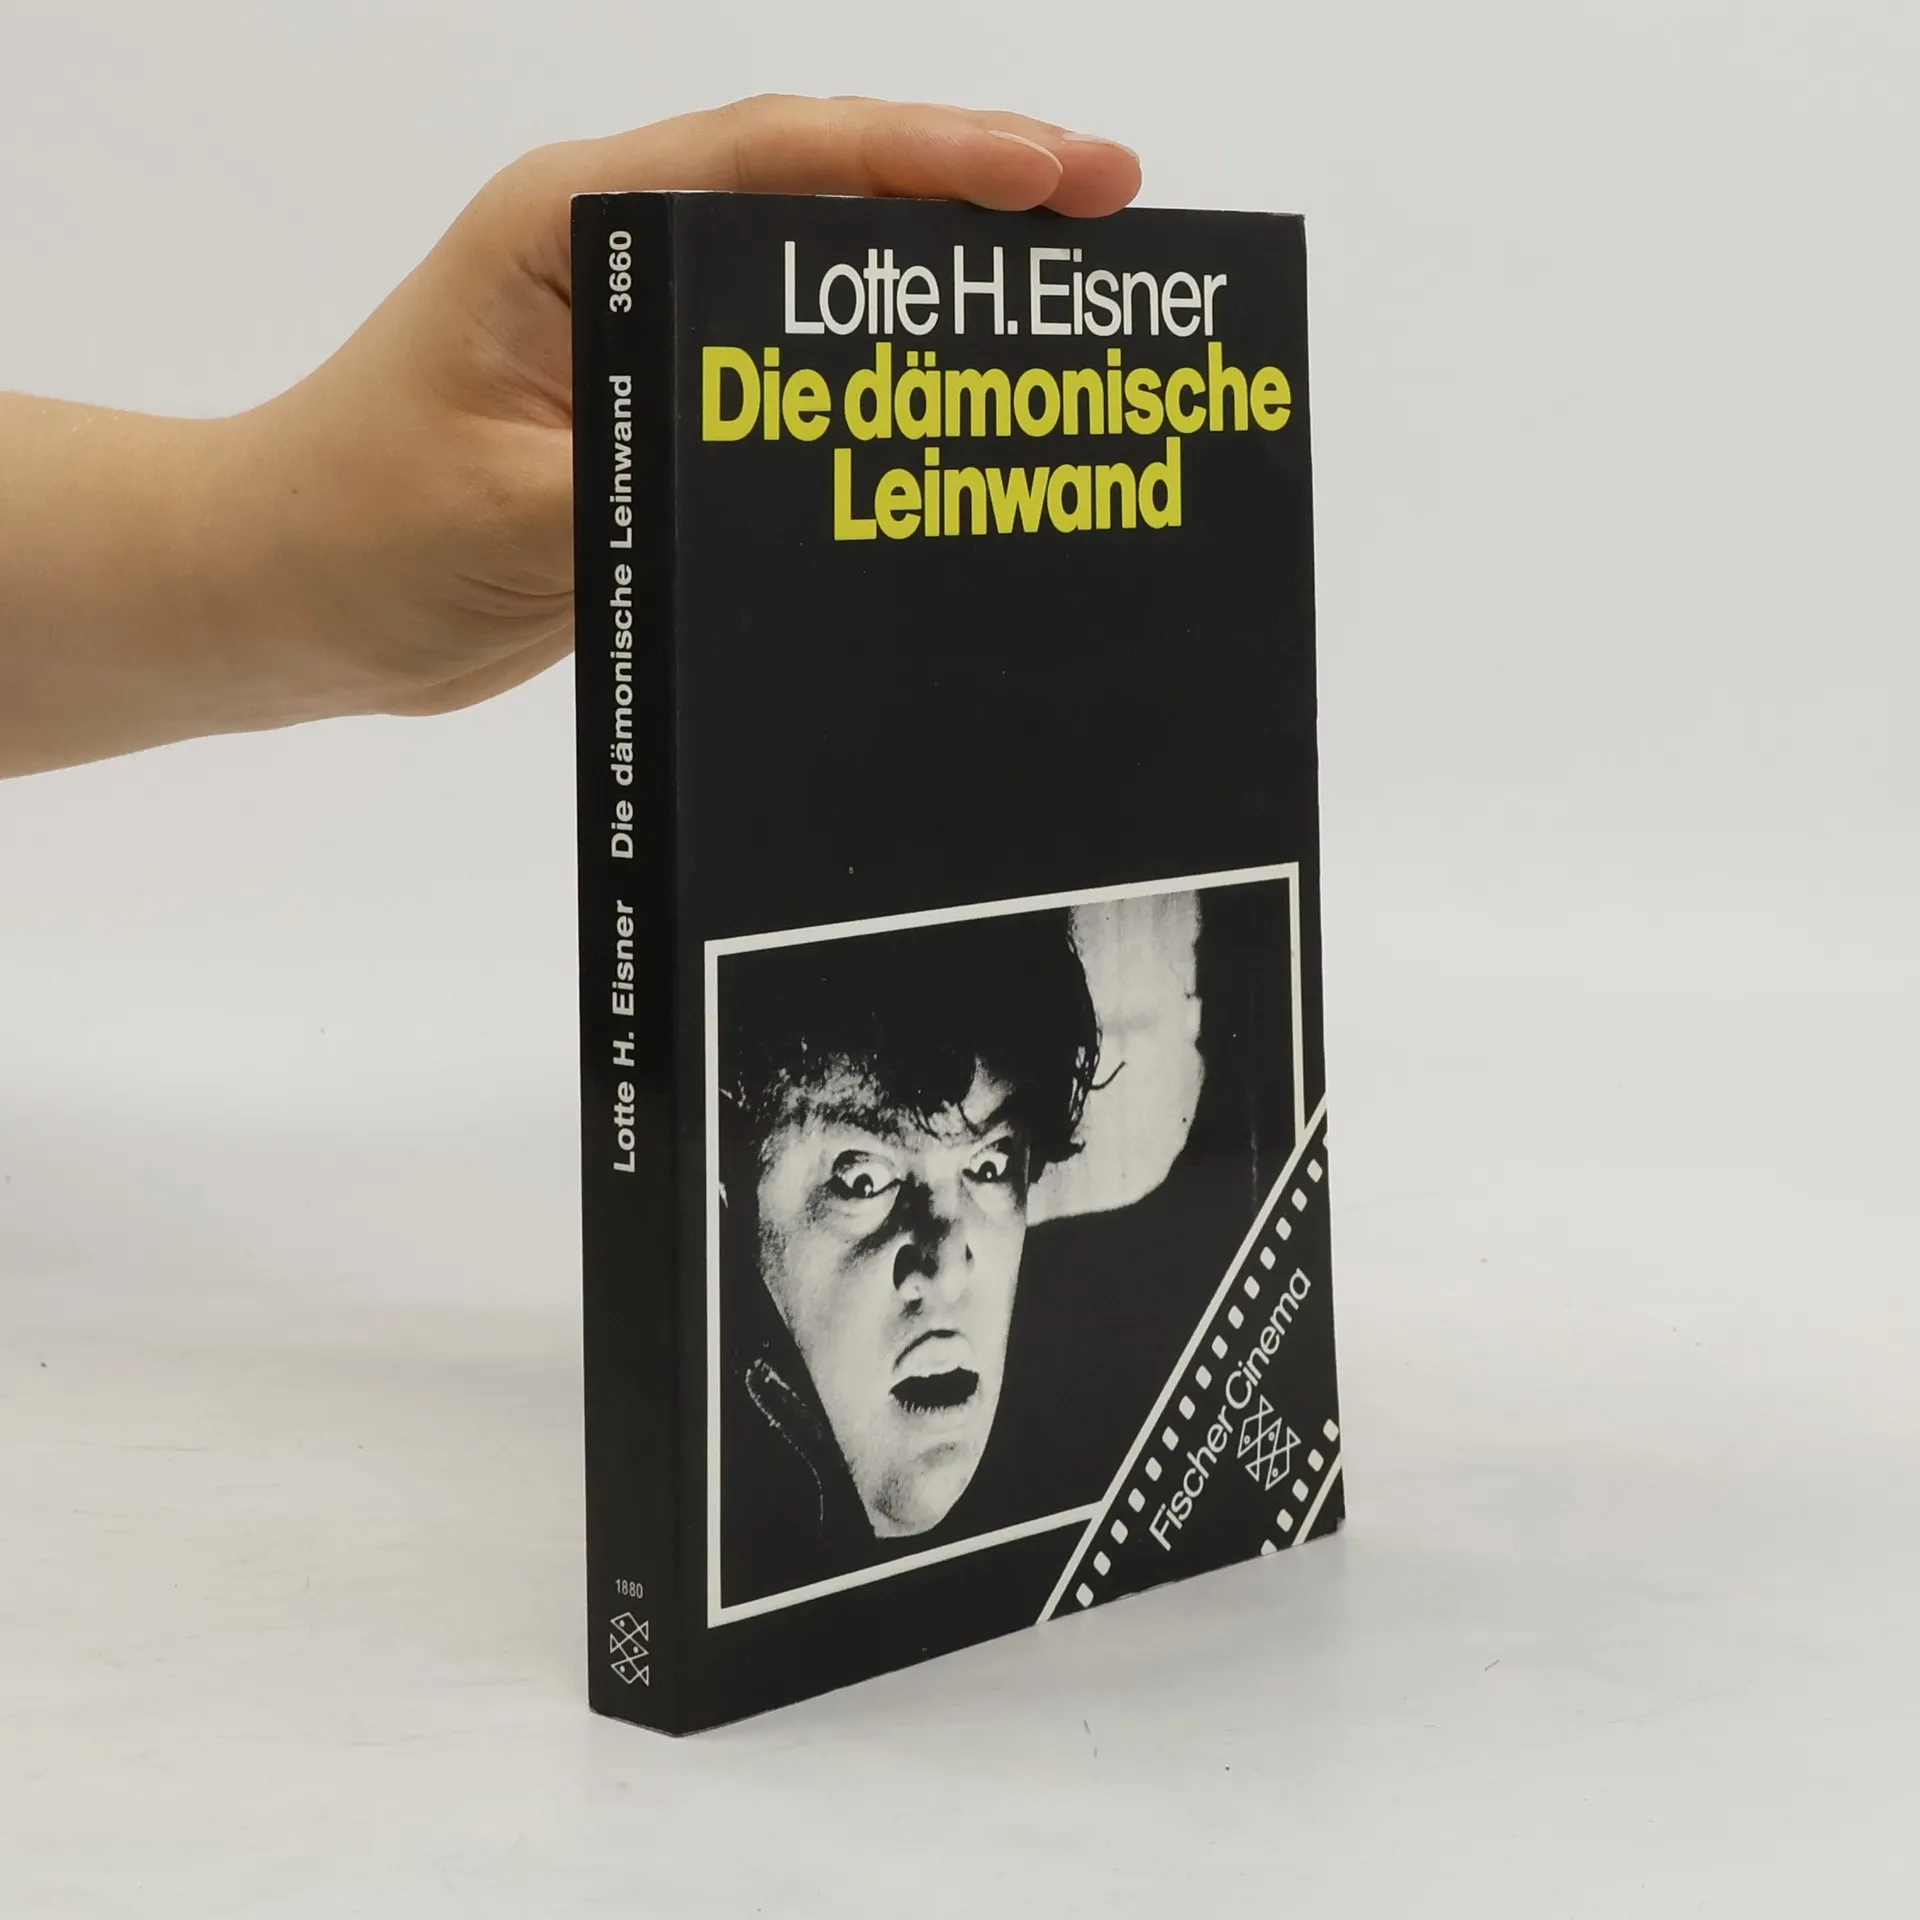 Lotte H. Eisner
Die dämonische
Leinwand
Fischer Cinema
Lotte H. Eisner Die dämonische Leinwand 3660
1880